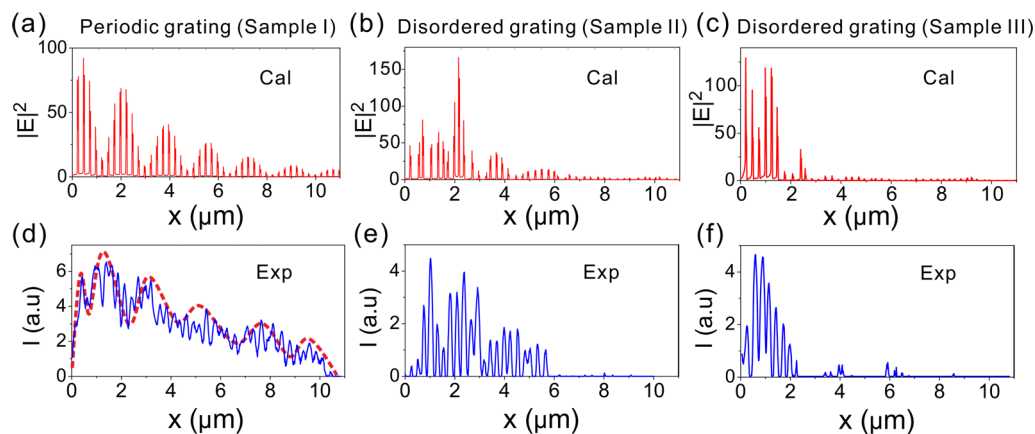 (a) Periodic grating (Sample I)
100
50
0
|E|²
Cal
0 2 4 6 8 10
x (μm)
(b) Disordered grating (Sample II)
150
100
50
0
|E|²
Cal
0 2 4 6 8 10
x (μm)
(c) Disordered grating (Sample III)
120
80
40
0
|E|²
Cal
0 2 4 6 8 10
x (μm)
(d)
6
4
2
0
I (a.u)
Exp
0 2 4 6 8 10
x (μm)
(e)
4
2
0
I (a.u)
Exp
0 2 4 6 8 10
x (μm)
(f)
4
2
0
I (a.u)
Exp
0 2 4 6 8 10
x (μm)